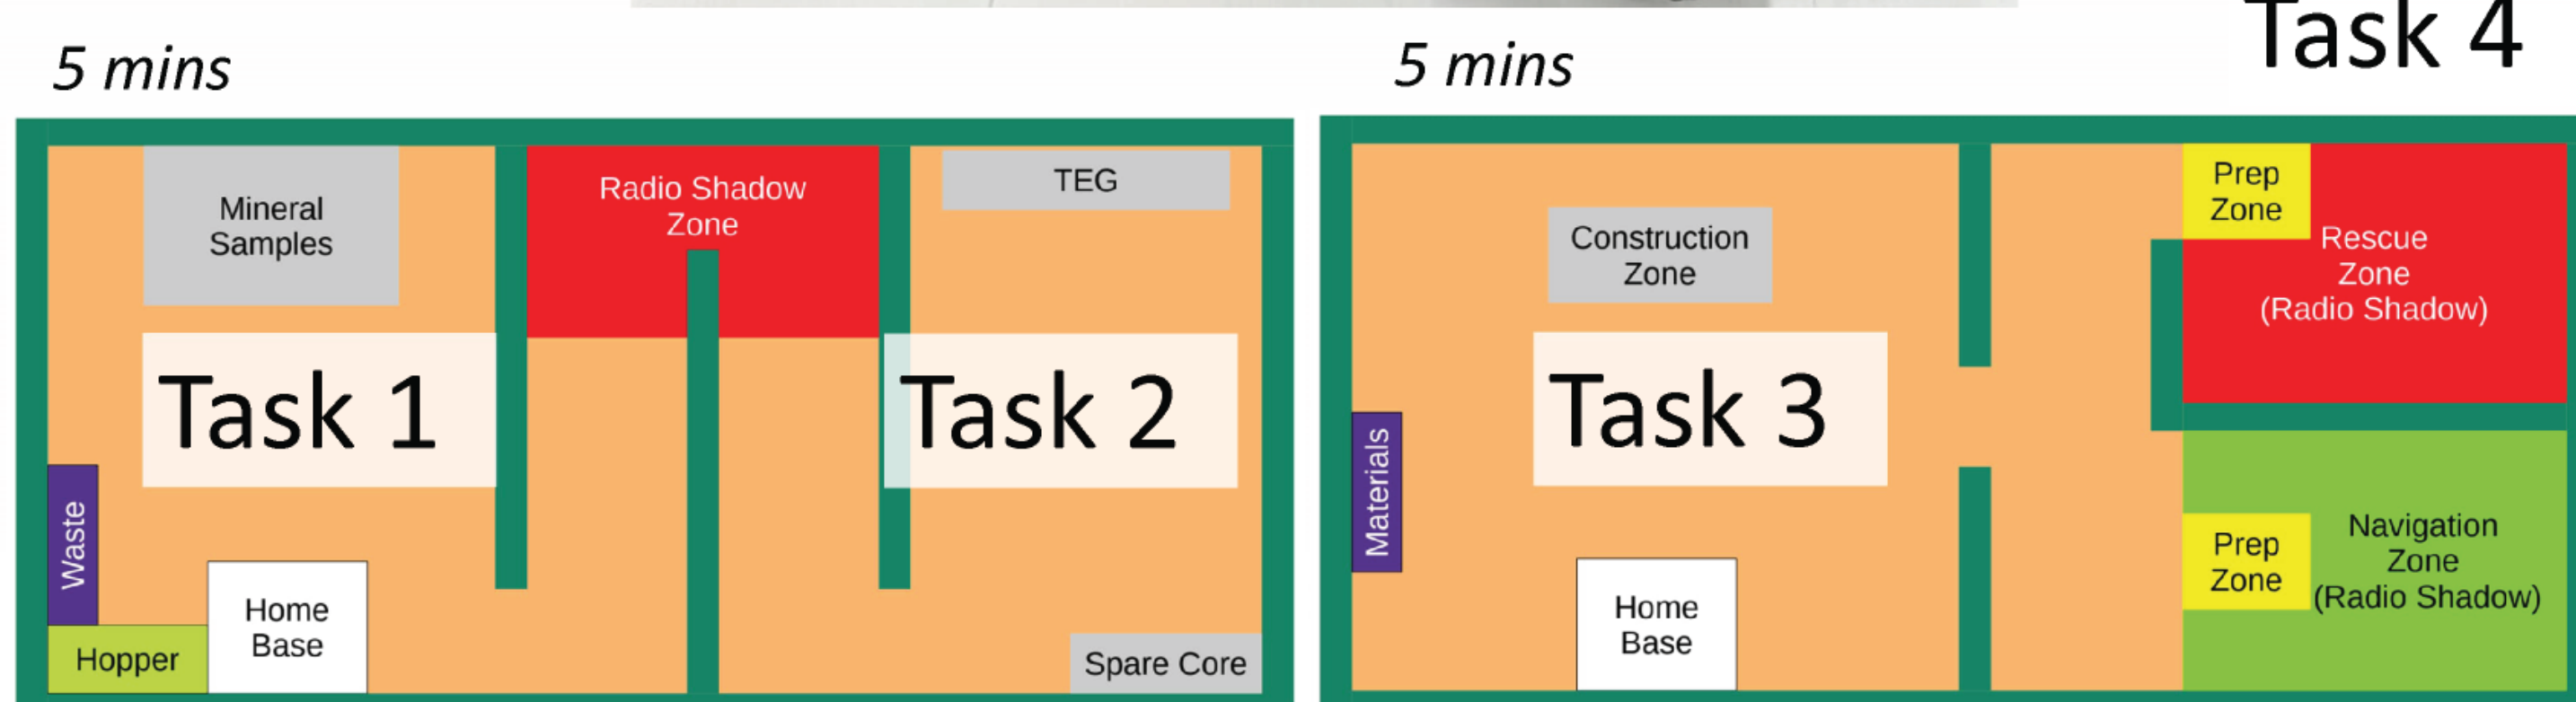 Task 4
5 mins
5 mins
Mineral
Samples
Radio Shadow
Zone
TEG
Task 1
Task 2
Waste
Hopper
Home
Base
Spare Core
Construction
Zone
Prep
Zone
Rescue
Zone
(Radio Shadow)
Task 3
Materials
Home
Base
Prep
Zone
Navigation
Zone
(Radio Shadow)